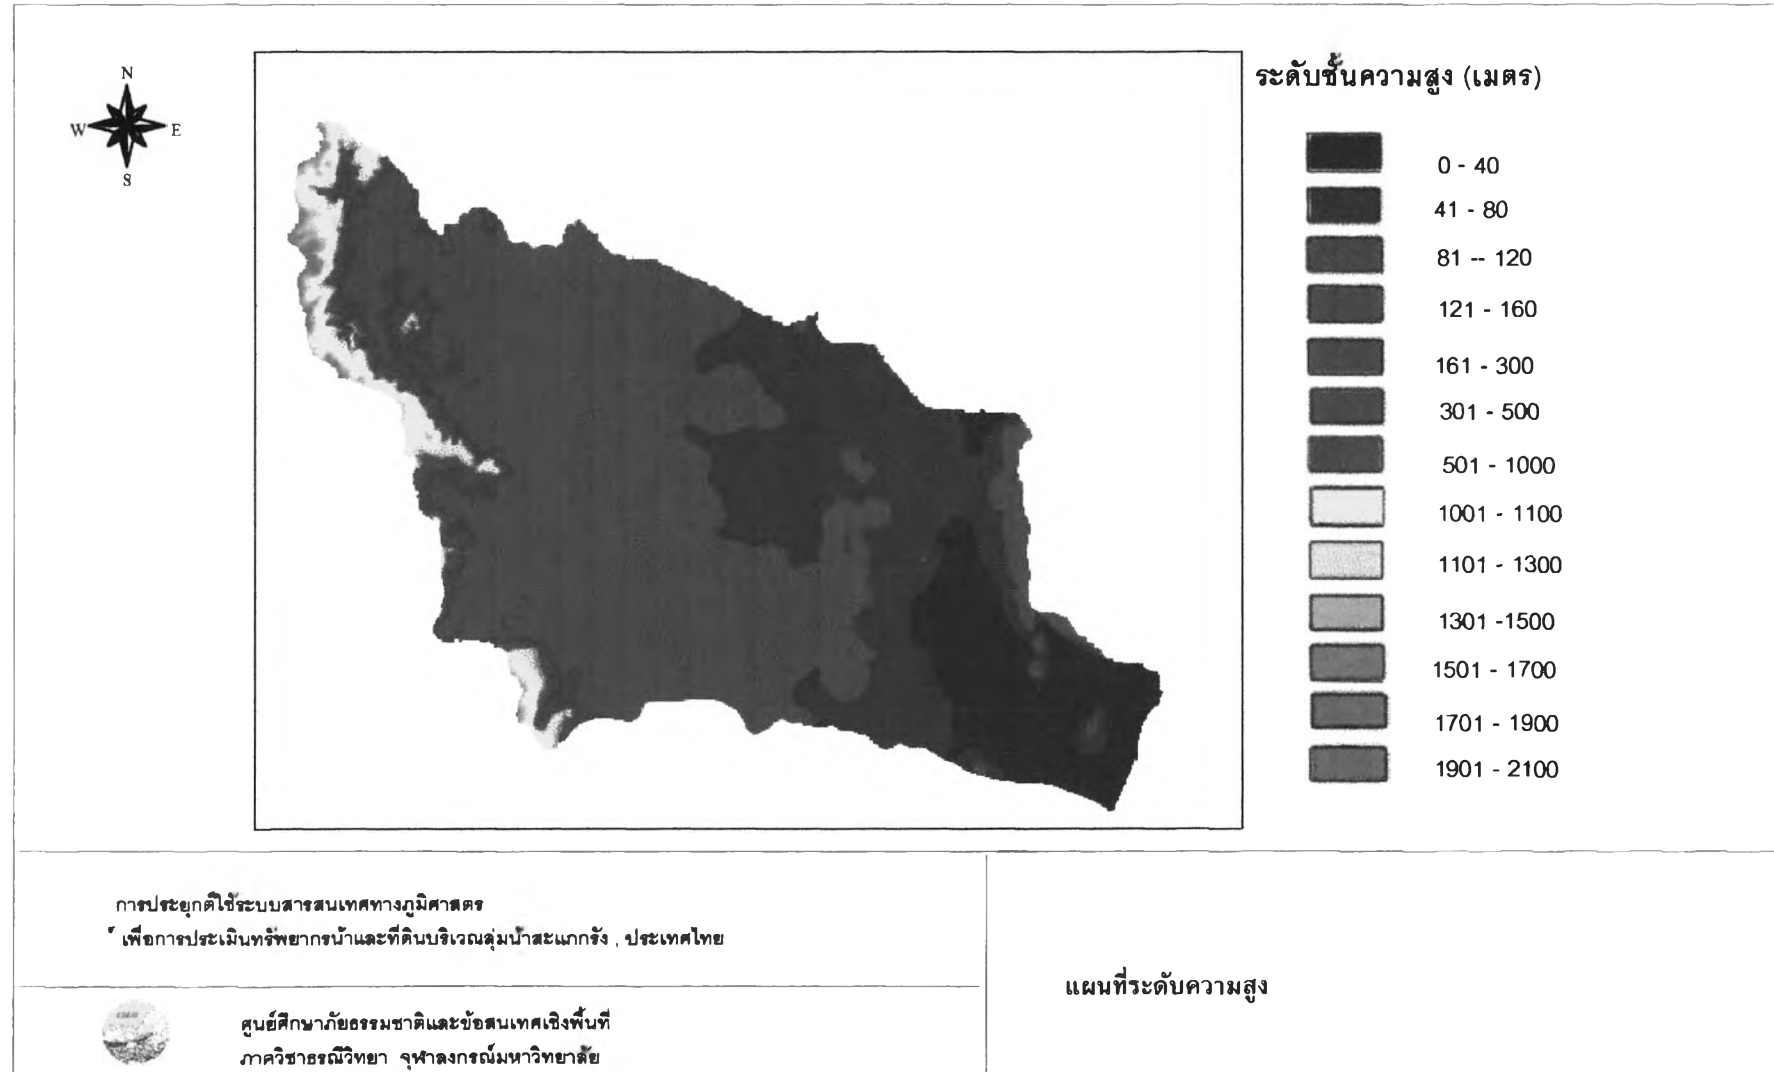 N
W E
S
ระดับชั้นความสูง (เมตร)
0 - 40
41 - 80
81 -- 120
121 - 160
161 - 300
301 - 500
501 - 1000
1001 - 1100
1101 - 1300
1301 -1500
1501 - 1700
1701 - 1900
1901 - 2100
การประยุกต์ใช้ระบบสารสนเทศทางภูมิศาสตร
์ เพื่อการประเมินทรัพยากรน้ำและที่ดินบริเวณลุ่มน้ำสะแกกรัง , ประเทศไทย
แผนที่ระดับความสูง
ศูนย์ศึกษาภัยธรรมชาติและข้อสนเทศเชิงพื้นที่
ภาควิชาธรณีวิทยา จุฬาลงกรณ์มหาวิทยาลัย